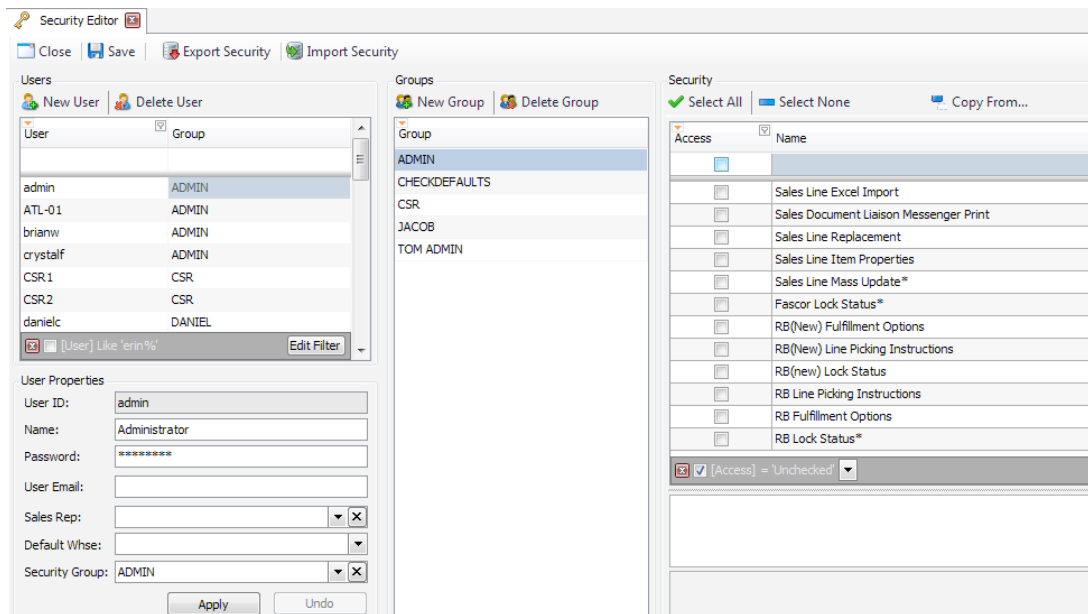 Security Editor
Close Save Export Security Import Security
Users
New User Delete User
User Group
admin ADMIN
ATL-01 ADMIN
brianw ADMIN
crystalf ADMIN
CSR1 CSR
CSR2 CSR
danielc DANIEL
[User] Like 'erin%' Edit Filter
User Properties
User ID: admin
Name: Administrator
Password: ********
User Email:
Sales Rep:
Default Whse:
Security Group: ADMIN
Apply Undo
Groups
New Group Delete Group
Group
ADMIN
CHECKDEFAULTS
CSR
JACOB
TOM ADMIN
Security
Select All Select None Copy From...
Access Name
Sales Line Excel Import
Sales Document Liaison Messenger Print
Sales Line Replacement
Sales Line Item Properties
Sales Line Mass Update*
Fascor Lock Status*
RB(New) Fulfillment Options
RB(New) Line Picking Instructions
RB(new) Lock Status
RB Line Picking Instructions
RB Fulfillment Options
RB Lock Status*
[Access] = 'Unchecked'